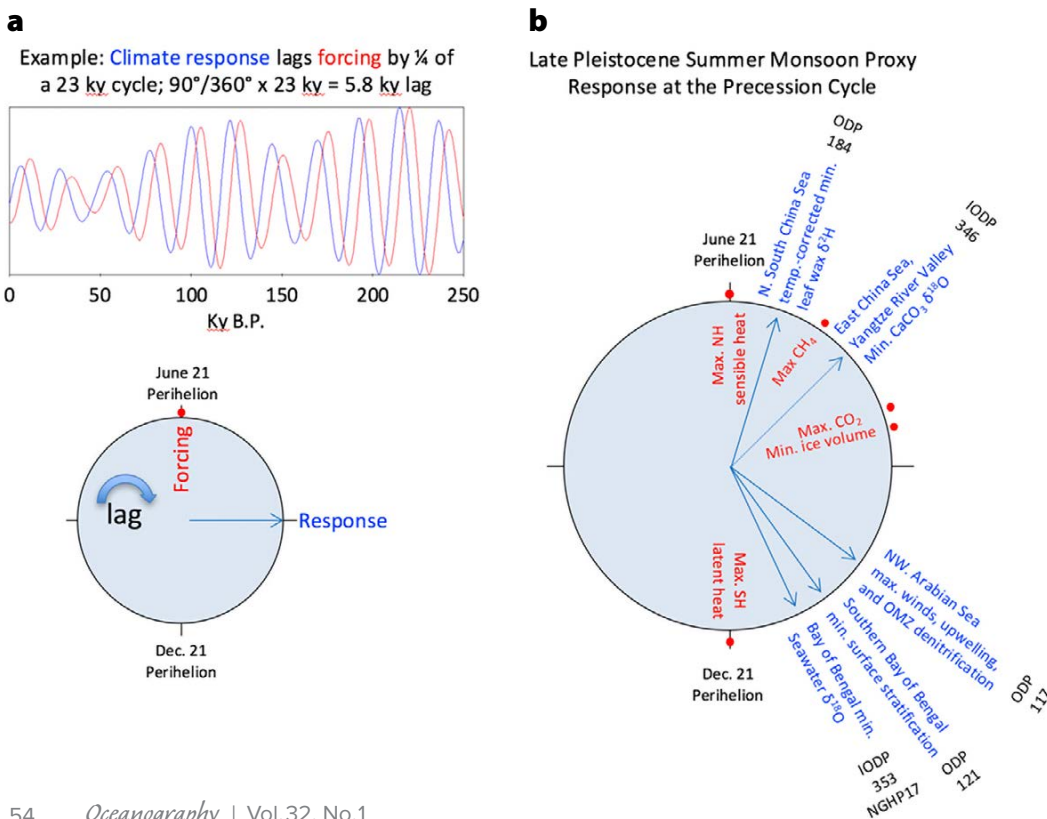 a
Example: Climate response lags forcing by ¼ of
a 23 ky cycle; 90°/360° x 23 ky = 5.8 ky lag
0 50 100 150 200 250
Ky B.P.
June 21
Perihelion
Forcing
lag
Response
Dec. 21
Perihelion
b
Late Pleistocene Summer Monsoon Proxy
Response at the Precession Cycle
ODP
184
N. South China Sea
temp.-corrected min.
leaf wax δ²H
IODP
346
East China Sea,
Yangtze River Valley
Min. CaCO₃ δ¹⁸O
June 21
Perihelion
Max. NH
sensible heat
Max CH₄
Max. CO₂
Min. ice volume
Max. SH
latent heat
Dec. 21
Perihelion
NW. Arabian Sea
max. winds, upwelling,
and OMZ denitrification
ODP
117
Southern Bay of Bengal
min. surface stratification
ODP
121
Bay of Bengal min.
Seawater δ¹⁸O
IODP
353
NGHP17
54 Oceanography | Vol.32, No.1